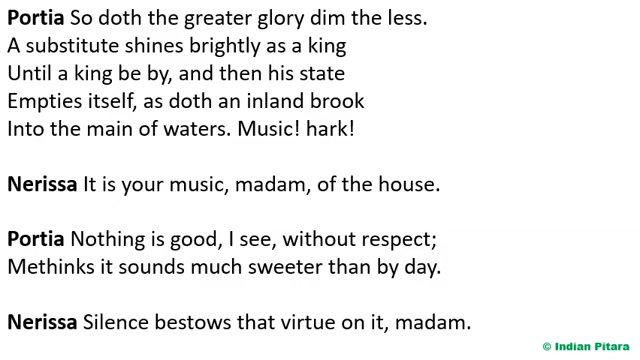 Portia So doth the greater glory dim the less.
A substitute shines brightly as a king
Until a king be by, and then his state
Empties itself, as doth an inland brook
Into the main of waters. Music! hark!
Nerissa It is your music, madam, of the house.
Portia Nothing is good, I see, without respect;
Methinks it sounds much sweeter than by day.
Nerissa Silence bestows that virtue on it, madam.
© Indian Pitara